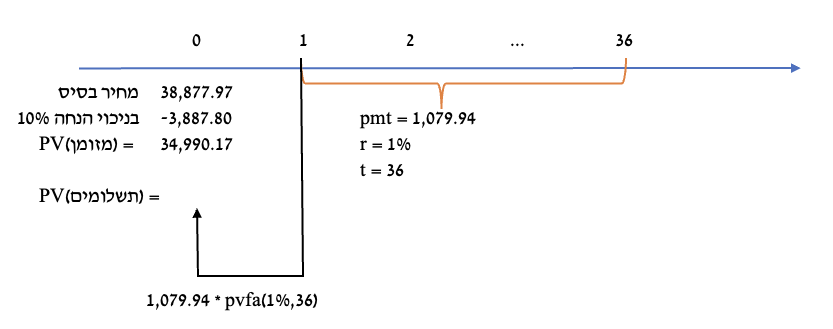 0 1 2 ... 36
מחיר בסיס 38,877.97
בניכוי הנחה 10% -3,887.80
PV(מזומן) = 34,990.17
pmt = 1,079.94
r = 1%
t = 36
PV(תשלומים) =
1,079.94 * pvfa(1%,36)